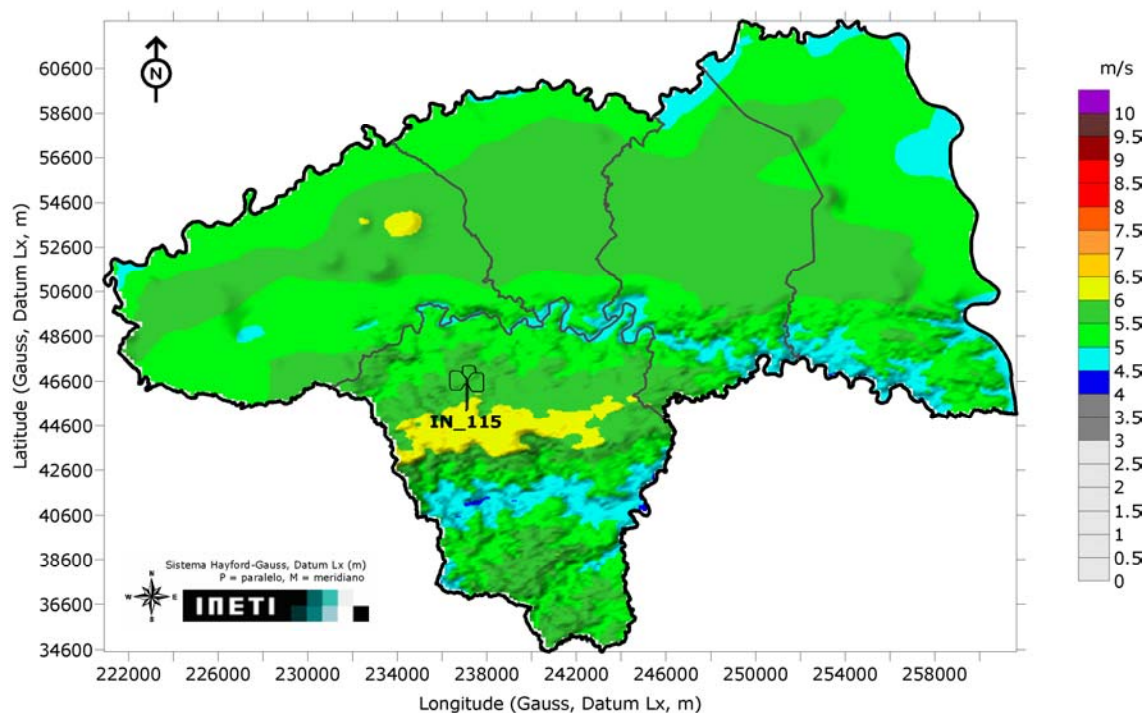 60600
58600
56600
54600
52600
50600
48600
46600
44600
42600
40600
38600
36600
34600
Latitude (Gauss, Datum Lx, m)
N
m/s
10
9.5
9
8.5
8
7.5
7
6.5
6
5.5
5
4.5
4
3.5
3
2.5
2
1.5
1
0.5
0
IN_115
Sistema Hayford-Gauss, Datum Lx (m)
P = paralelo, M = meridiano
N
W E
S
INETI
222000 226000 230000 234000 238000 242000 246000 250000 254000 258000
Longitude (Gauss, Datum Lx, m)